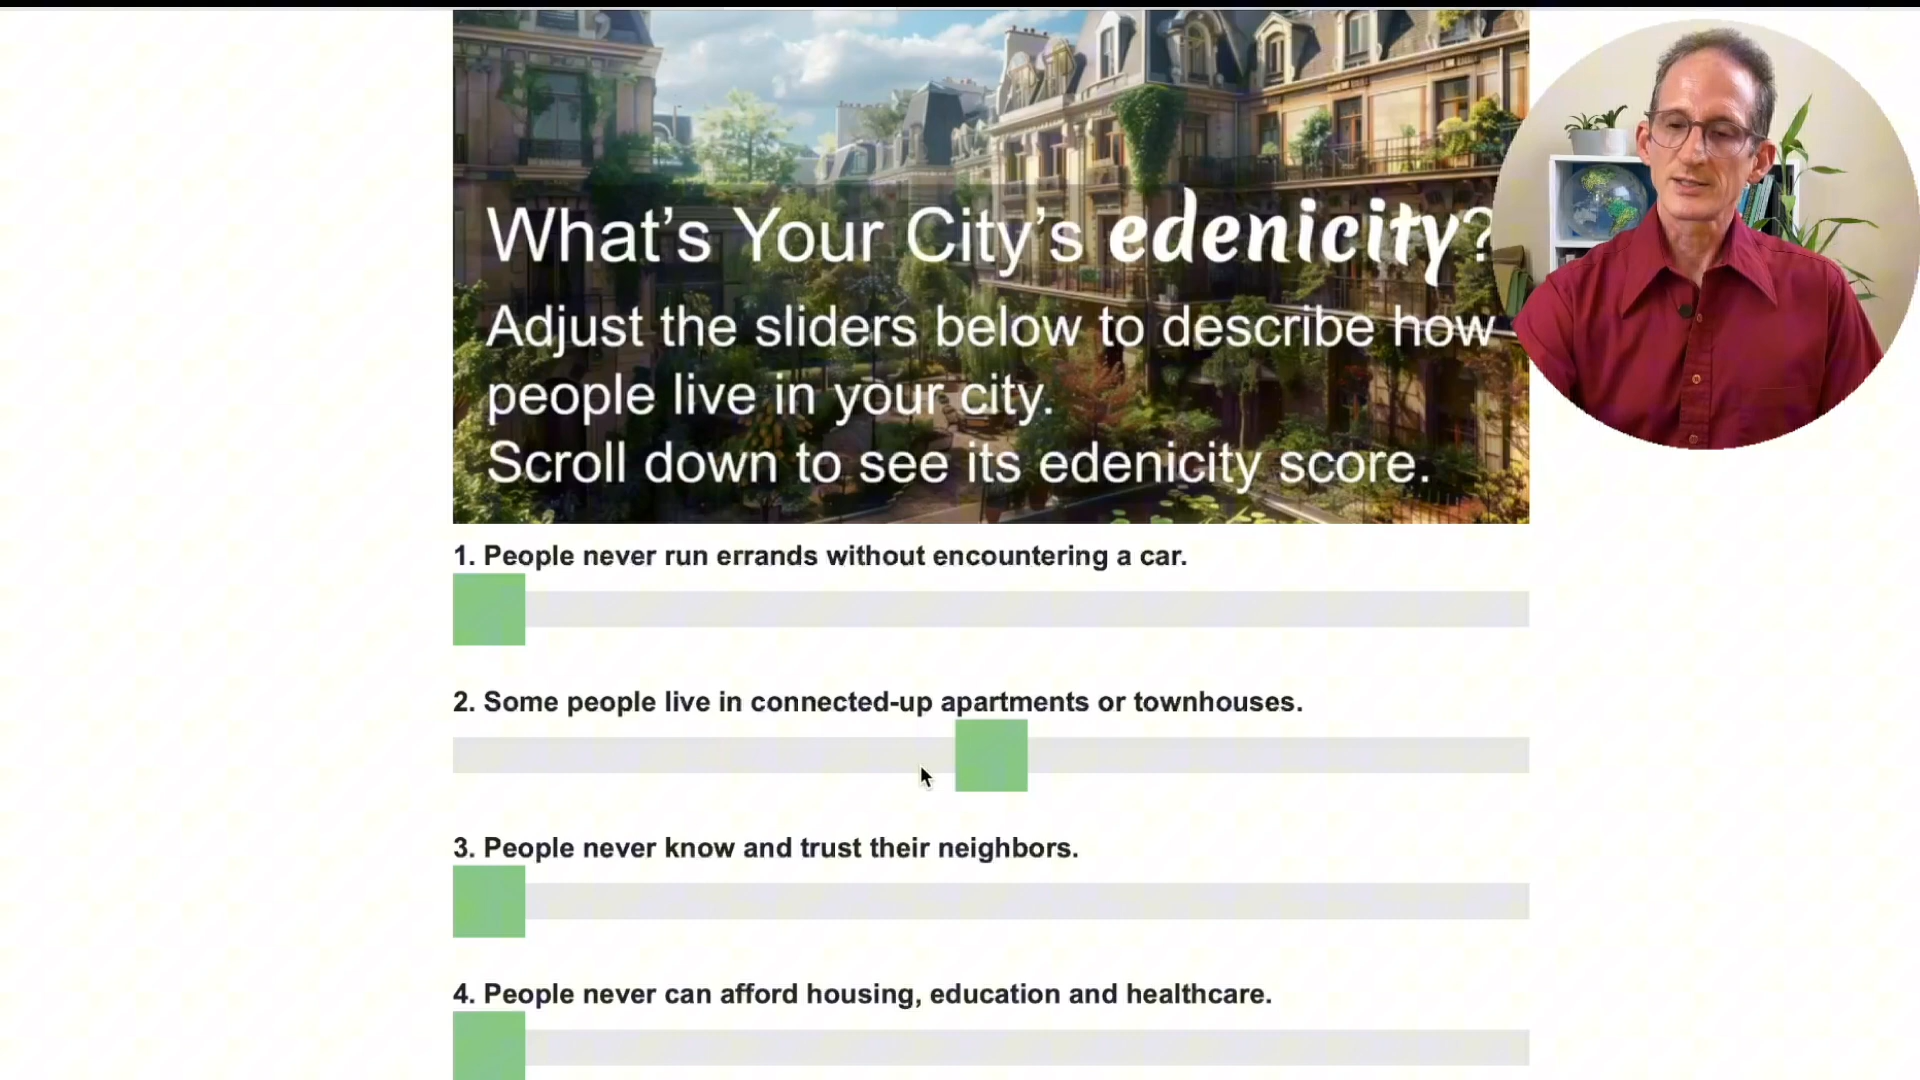 What's Your City's edenicity?
Adjust the sliders below to describe how
people live in your city.
Scroll down to see its edenicity score.
1. People never run errands without encountering a car.
2. Some people live in connected-up apartments or townhouses.
3. People never know and trust their neighbors.
4. People never can afford housing, education and healthcare.